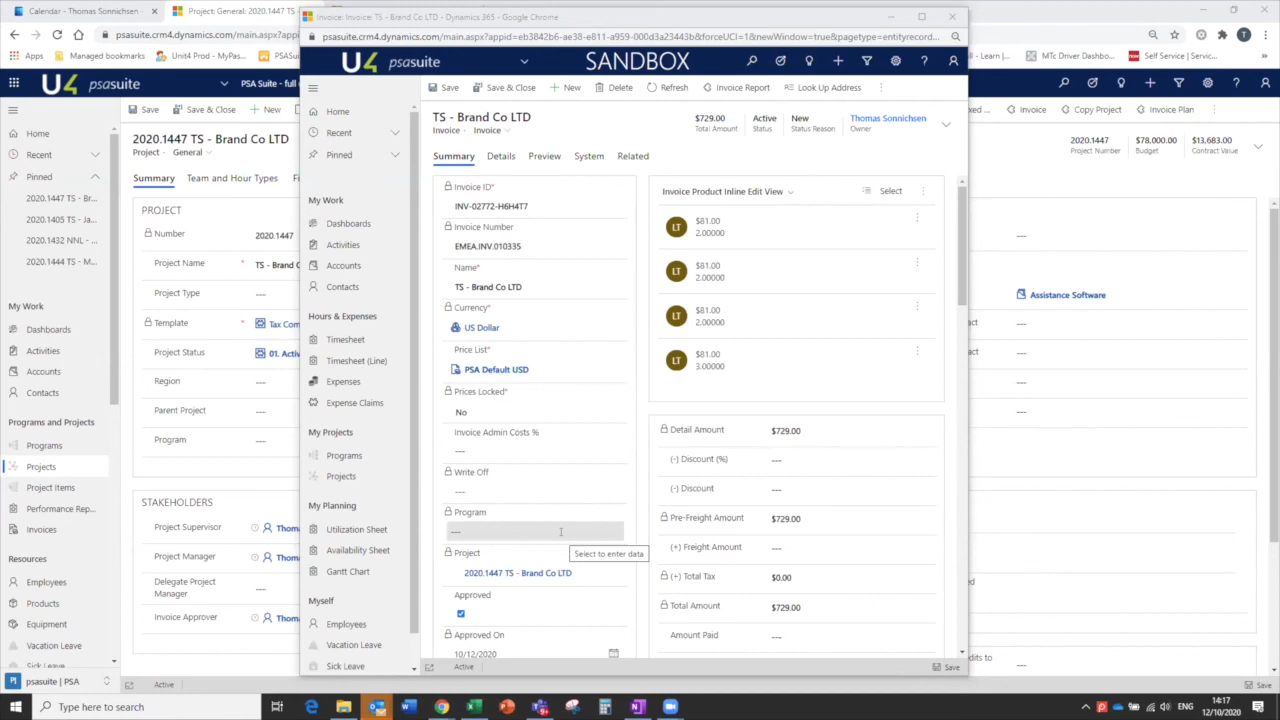 Calendar - Thomas Sonnichsen
Project: General: 2020.1447 TS -
Invoice: Invoice: TS - Brand Co LTD - Dynamics 365 - Google Chrome
psasuite.crm4.dynamics.com/main.aspx?ap
psasuite.crm4.dynamics.com/main.aspx?appid=eb3842b6-ae38-e811-a959-000d3a23443b&forceUCI=1&newWindow=true&pagetype=entityrecord...
Apps
Managed bookmarks
Unit4 Prod - MyPa...
PSASui
- Learn |...
MTc Driver Dashbo...
Self Service | Servic...
U4 psasuite
PSA Suite - full
U4 psasuite
SANDBOX
Save
Save & Close
New
Save
Save & Close
New
Delete
Refresh
Invoice Report
Look Up Address
Invoice
Copy Project
Invoice Plan
Home
Recent
Pinned
2020.1447 TS - Br...
2020.1405 TS - Ja...
2020.1432 NNL - ...
2020.1444 TS - M...
My Work
Dashboards
Activities
Accounts
Contacts
Programs and Projects
Programs
Projects
Project Items
Performance Rep...
Invoices
Resources
Employees
Products
Equipment
Vacation Leave
Sick Leave
PS
psasuite | PSA
2020.1447 TS - Brand Co LTD
Project · General
Summary
Team and Hour Types
PROJECT
Number
2020.1447
Project Name
*
TS - Brand
Project Type
---
Template
*
Tax Com
Project Status
01. Activ
Region
---
Parent Project
---
Program
---
STAKEHOLDERS
Project Supervisor
Thoma
Project Manager
Thoma
Delegate Project
Manager
---
Invoice Approver
Thoma
Active
Home
Recent
Pinned
My Work
Dashboards
Activities
Accounts
Contacts
Hours & Expenses
Timesheet
Timesheet (Line)
Expenses
Expense Claims
My Projects
Programs
Projects
My Planning
Utilization Sheet
Availability Sheet
Gantt Chart
Myself
Employees
Vacation Leave
Sick Leave
TS - Brand Co LTD
Invoice · Invoice
$729.00
Total Amount
Active
Status
New
Status Reason
Thomas Sonnichsen
Owner
Summary
Details
Preview
System
Related
Invoice ID*
INV-02772-H6H4T7
Invoice Number
EMEA.INV.010335
Name*
TS - Brand Co LTD
Currency*
US Dollar
Price List*
PSA Default USD
Prices Locked*
No
Invoice Admin Costs %
---
Write Off
---
Program
---
Select to enter data
Project
2020.1447 TS - Brand Co LTD
Approved
Approved On
10/12/2020
Active
Save
Invoice Product Inline Edit View
Select
LT
$81.00
2.00000
LT
$81.00
2.00000
LT
$81.00
2.00000
LT
$81.00
3.00000
Detail Amount
$729.00
(-) Discount (%)
---
(-) Discount
---
Pre-Freight Amount
$729.00
(+) Freight Amount
---
(+) Total Tax
$0.00
Total Amount
$729.00
Amount Paid
---
2020.1447
Project Number
$78,000.00
Budget
$13,683.00
Contract Value
---
Assistance Software
---
---
---
---
---
Save
Type here to search
14:17
12/10/2020